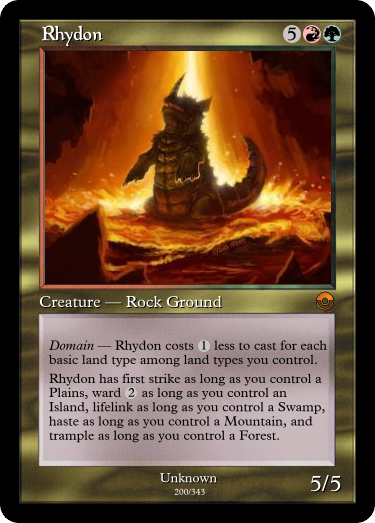 Rhydon 5
Creature — Rock Ground
Domain — Rhydon costs 1 less to cast for each
basic land type among land types you control.
Rhydon has first strike as long as you control a
Plains, ward 2 as long as you control an
Island, lifelink as long as you control a Swamp,
haste as long as you control a Mountain, and
trample as long as you control a Forest.
Unknown
200/343
5/5